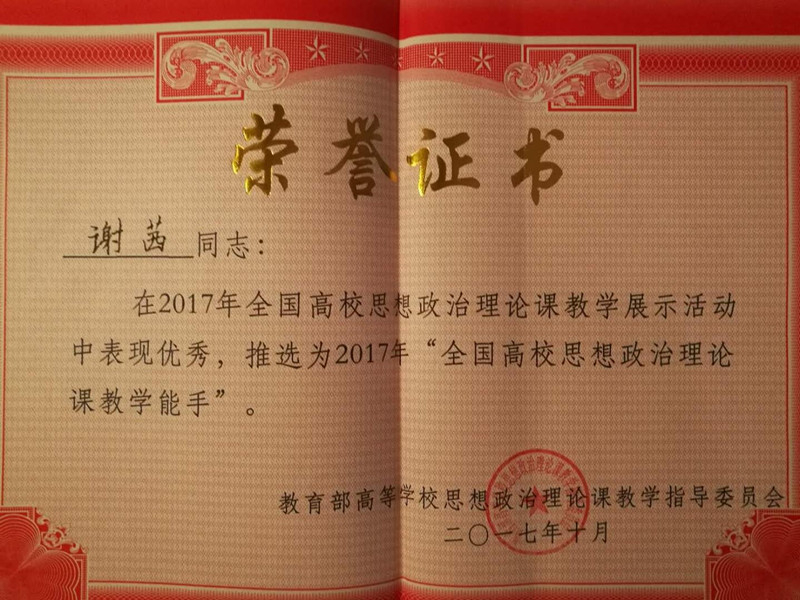 荣誉证书
谢茜同志：
在2017年全国高校思想政治理论课教学展示活动
中表现优秀，推选为2017年“全国高校思想政治理论
课教学能手”。
教育部高等学校思想政治理论课教学指导委员会
二〇一七年十月